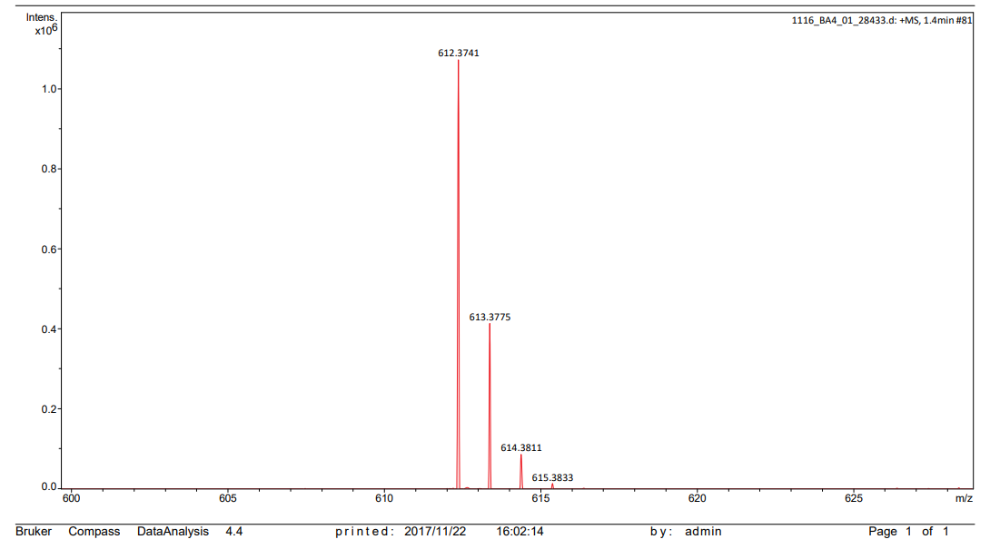 Intens.
x10^6
1116_BA4_01_28433.d: +MS, 1.4min #81
612.3741
1.0
0.8
0.6
613.3775
0.4
0.2
614.3811
615.3833
0.0
600 605 610 615 620 625 m/z
Bruker Compass DataAnalysis 4.4 printed: 2017/11/22 16:02:14 by: admin Page 1 of 1